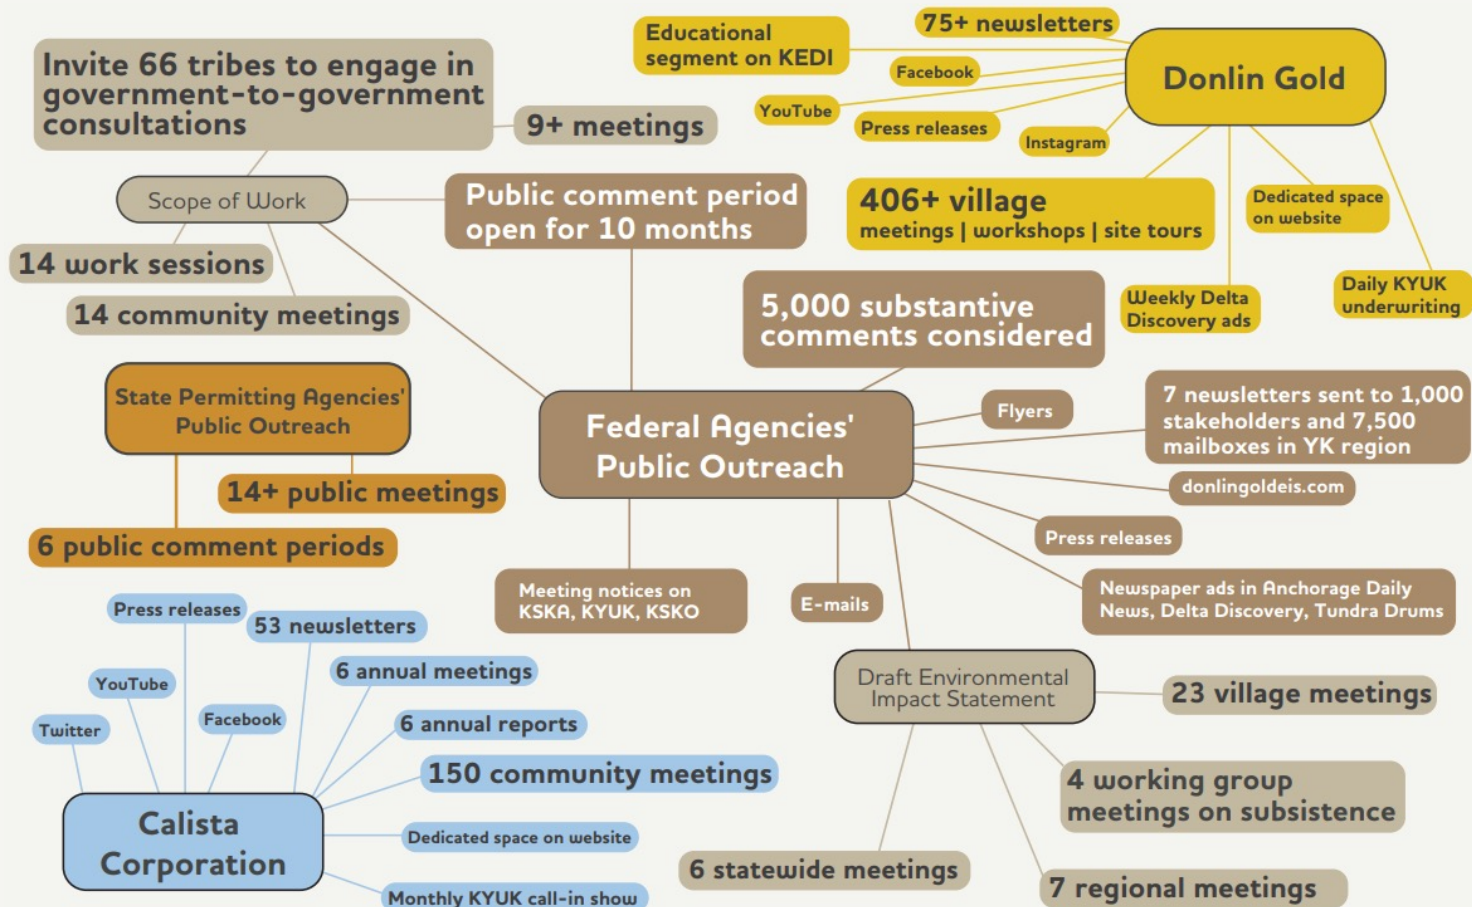 Invite 66 tribes to engage in
government-to-government
consultations
9+ meetings
Scope of Work
14 work sessions
14 community meetings
Public comment period
open for 10 months
Educational
segment on KEDI
75+ newsletters
Facebook
YouTube
Press releases
Instagram
Donlin Gold
406+ village
meetings | workshops | site tours
Dedicated space
on website
Weekly Delta
Discovery ads
Daily KYUK
underwriting
5,000 substantive
comments considered
State Permitting Agencies'
Public Outreach
14+ public meetings
6 public comment periods
Federal Agencies'
Public Outreach
Flyers
7 newsletters sent to 1,000
stakeholders and 7,500
mailboxes in YK region
donlingoldeis.com
Press releases
Newspaper ads in Anchorage Daily
News, Delta Discovery, Tundra Drums
Meeting notices on
KSKA, KYUK, KSKO
E-mails
Draft Environmental
Impact Statement
23 village meetings
4 working group
meetings on subsistence
7 regional meetings
6 statewide meetings
Press releases
53 newsletters
YouTube
6 annual meetings
Twitter
Facebook
6 annual reports
150 community meetings
Calista
Corporation
Dedicated space on website
Monthly KYUK call-in show